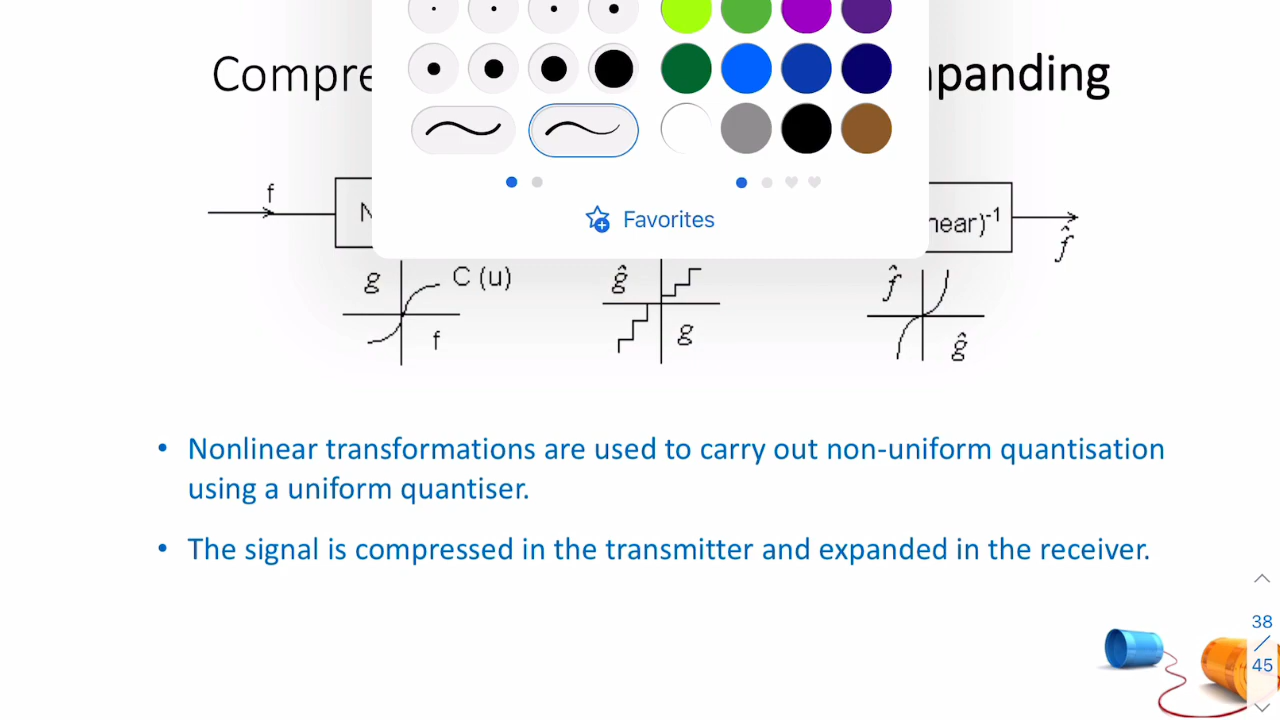 Compre
panding
f
N
near)⁻¹
f̂
g
C (u)
f
ĝ
g
f̂
ĝ
Favorites
• Nonlinear transformations are used to carry out non-uniform quantisation
using a uniform quantiser.
• The signal is compressed in the transmitter and expanded in the receiver.
38
/
45